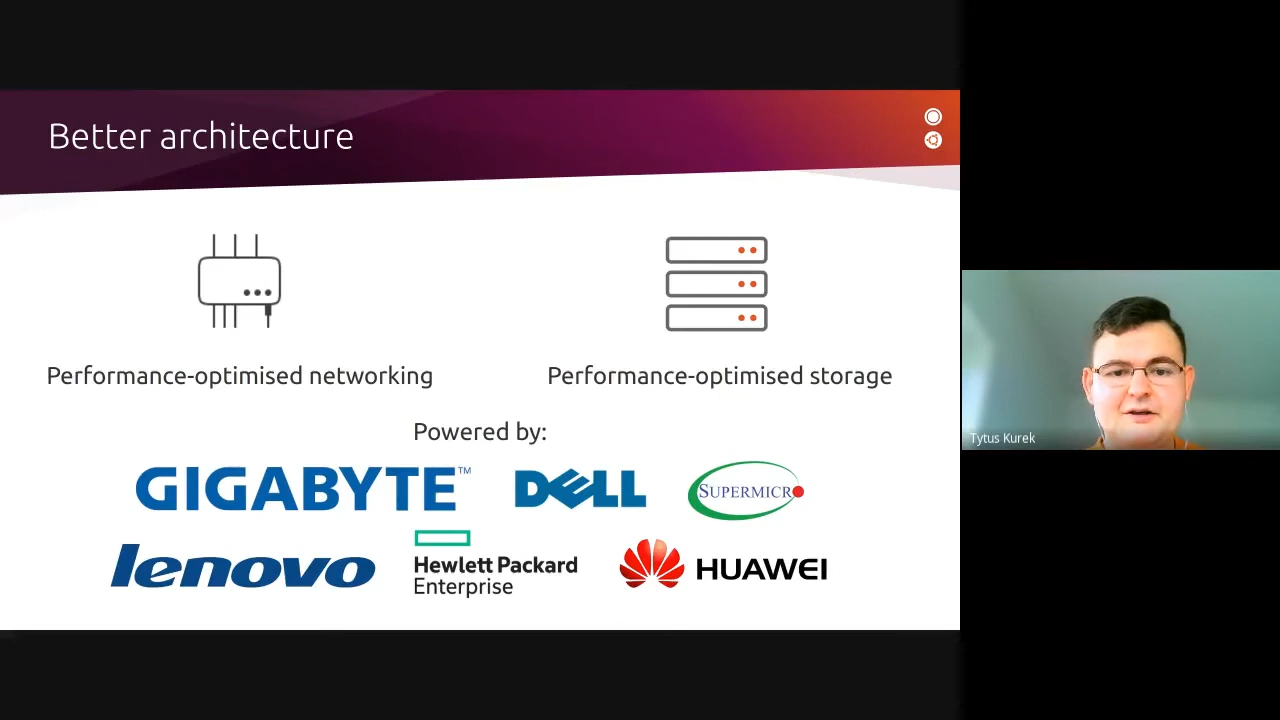 Better architecture
Performance-optimised networking
Performance-optimised storage
Powered by:
GIGABYTE™
DELL
SUPERMICRO
lenovo
Hewlett Packard
Enterprise
HUAWEI
Tytus Kurek